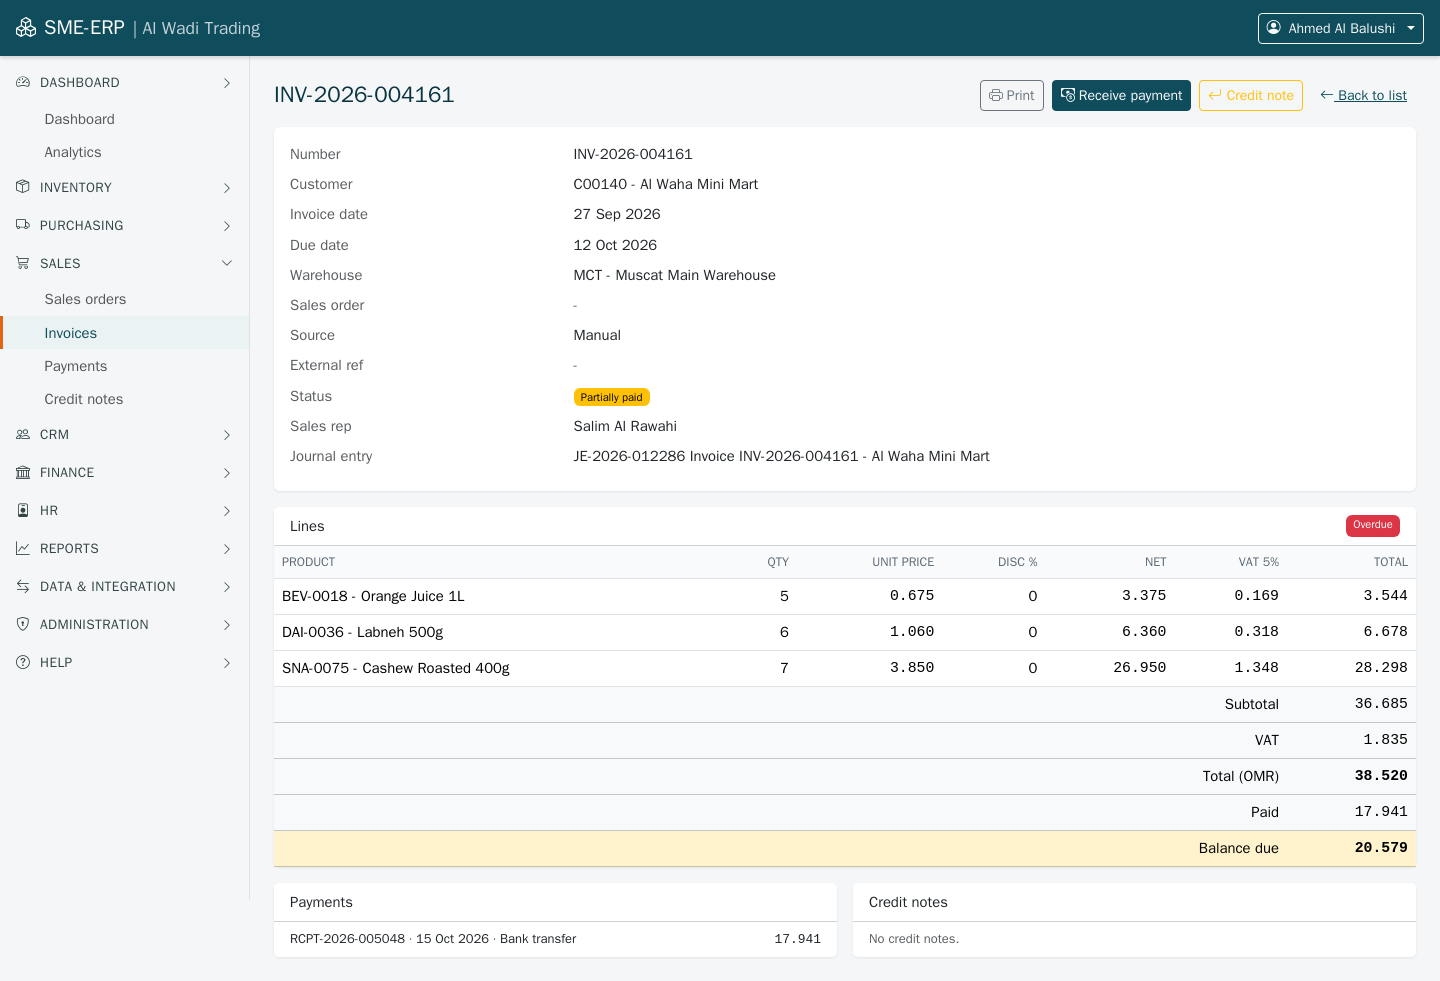 SME-ERP | Al Wadi Trading
Ahmed Al Balushi
DASHBOARD
Dashboard
Analytics
INVENTORY
PURCHASING
SALES
Sales orders
Invoices
Payments
Credit notes
CRM
FINANCE
HR
REPORTS
DATA & INTEGRATION
ADMINISTRATION
HELP
INV-2026-004161
Print
Receive payment
Credit note
Back to list
Number INV-2026-004161
Customer C00140 - Al Waha Mini Mart
Invoice date 27 Sep 2026
Due date 12 Oct 2026
Warehouse MCT - Muscat Main Warehouse
Sales order -
Source Manual
External ref -
Status Partially paid
Sales rep Salim Al Rawahi
Journal entry JE-2026-012286 Invoice INV-2026-004161 - Al Waha Mini Mart
Lines Overdue
PRODUCT QTY UNIT PRICE DISC % NET VAT 5% TOTAL
BEV-0018 - Orange Juice 1L 5 0.675 0 3.375 0.169 3.544
DAI-0036 - Labneh 500g 6 1.060 0 6.360 0.318 6.678
SNA-0075 - Cashew Roasted 400g 7 3.850 0 26.950 1.348 28.298
Subtotal 36.685
VAT 1.835
Total (OMR) 38.520
Paid 17.941
Balance due 20.579
Payments
RCPT-2026-005048 · 15 Oct 2026 · Bank transfer 17.941
Credit notes
No credit notes.